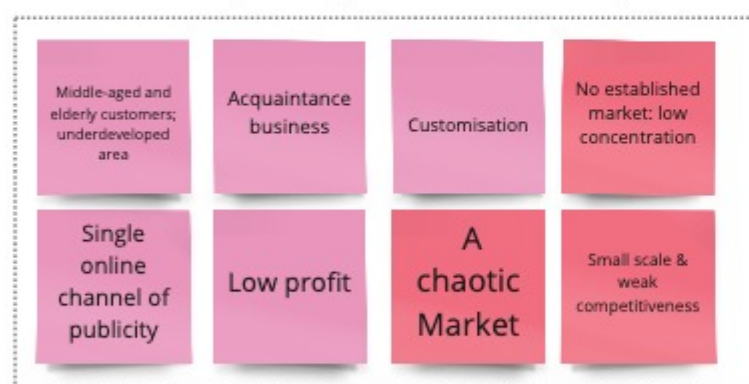 Middle-aged and
elderly customers;
underdeveloped
area
Acquaintance
business
Customisation
No established
market: low
concentration
Single
online
channel of
publicity
Low profit
A
chaotic
Market
Small scale &
weak
competitiveness